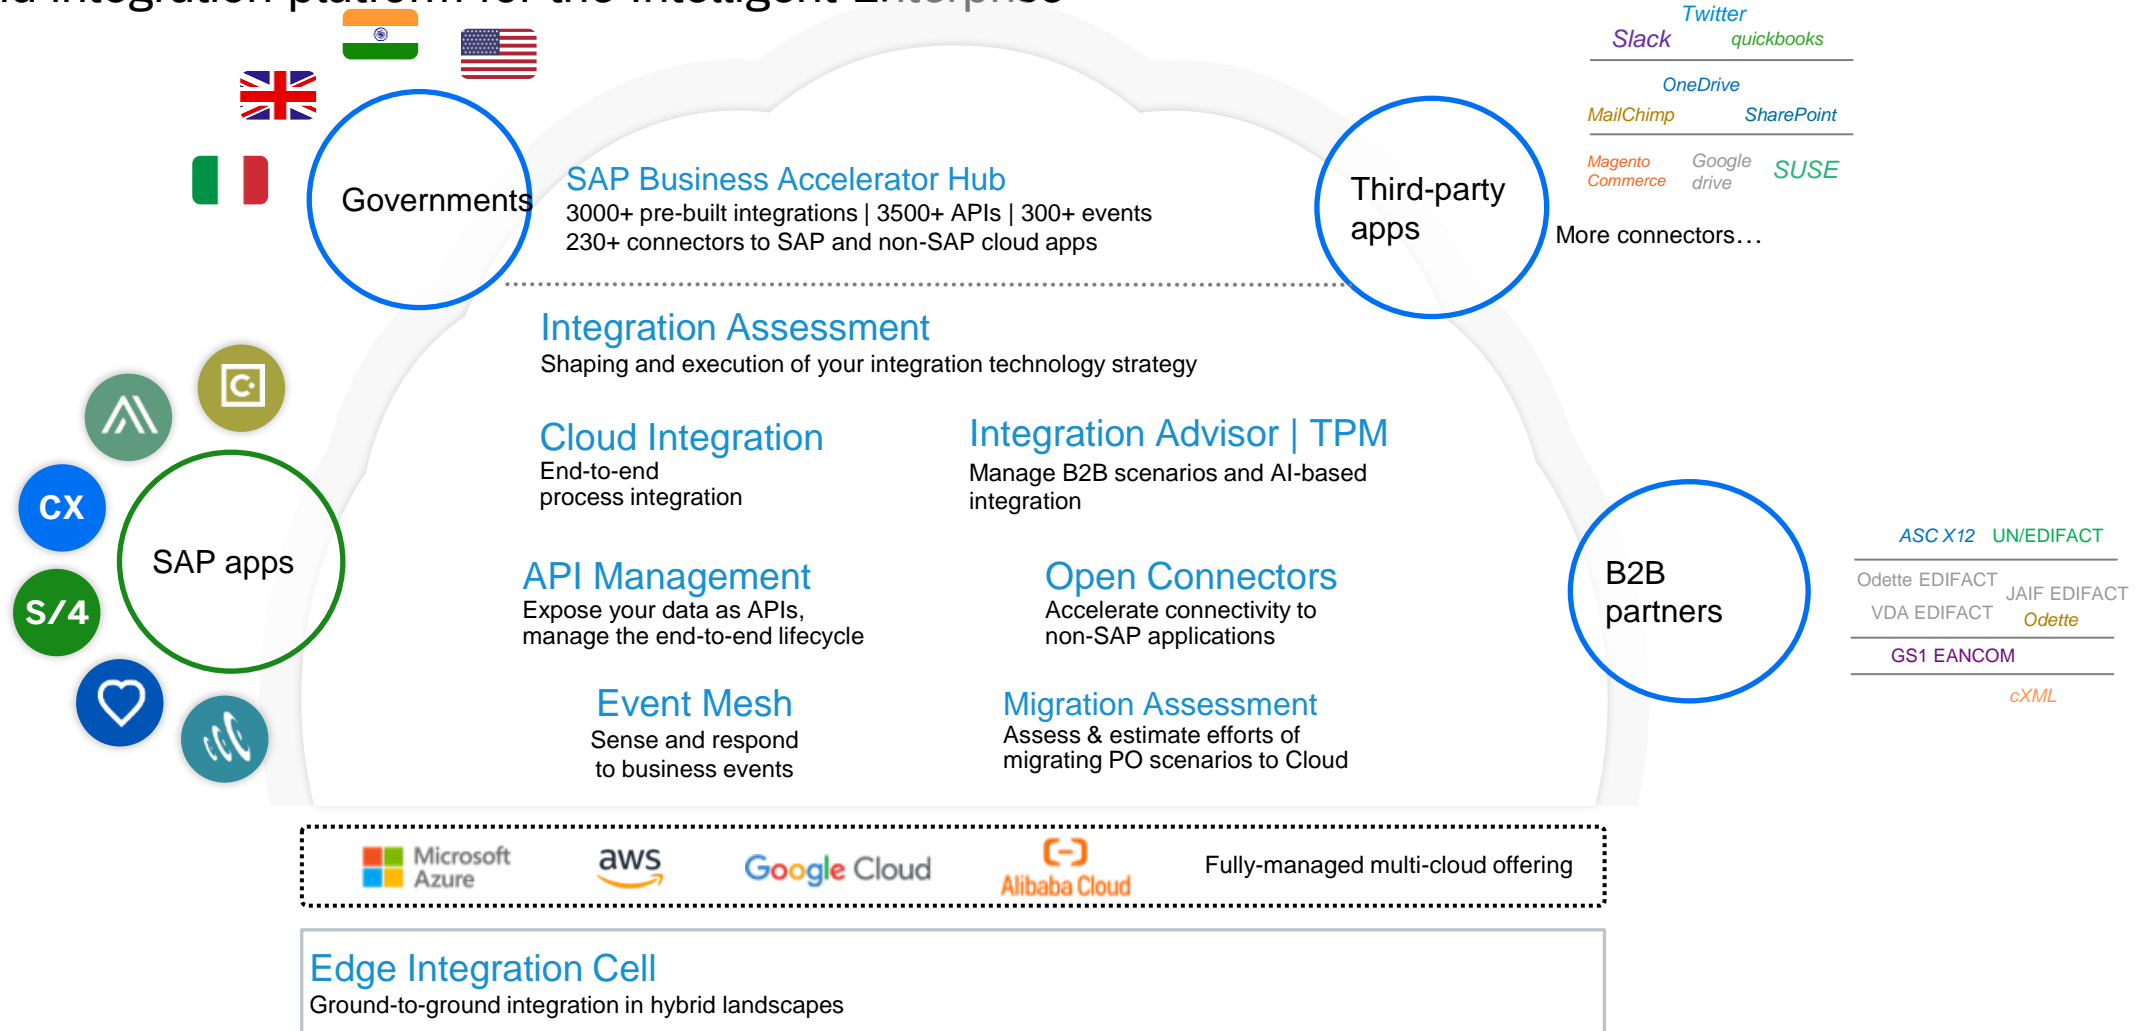 integration platform for the Intelligent Enterprise
Twitter
Slack
quickbooks
OneDrive
MailChimp
SharePoint
Magento
Commerce
Google
drive
SUSE
More connectors…
Governments
SAP Business Accelerator Hub
3000+ pre-built integrations | 3500+ APIs | 300+ events
230+ connectors to SAP and non-SAP cloud apps
Third-party
apps
Integration Assessment
Shaping and execution of your integration technology strategy
C
CX
S/4
SAP apps
Cloud Integration
End-to-end
process integration
Integration Advisor | TPM
Manage B2B scenarios and AI-based
integration
API Management
Expose your data as APIs,
manage the end-to-end lifecycle
Open Connectors
Accelerate connectivity to
non-SAP applications
B2B
partners
ASC X12
UN/EDIFACT
Odette EDIFACT
JAIF EDIFACT
VDA EDIFACT
Odette
GS1 EANCOM
cXML
Event Mesh
Sense and respond
to business events
Migration Assessment
Assess & estimate efforts of
migrating PO scenarios to Cloud
Microsoft
Azure
aws
Google Cloud
Alibaba Cloud
Fully-managed multi-cloud offering
Edge Integration Cell
Ground-to-ground integration in hybrid landscapes